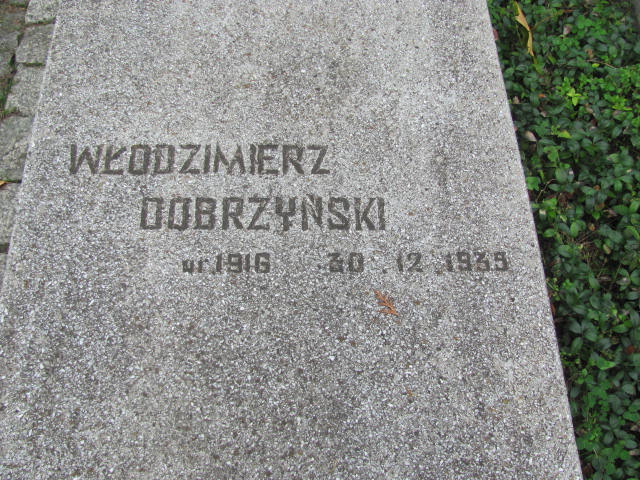 WŁODZIMIERZ
DOBRZYŃSKI
ur.1916 30.12.1939